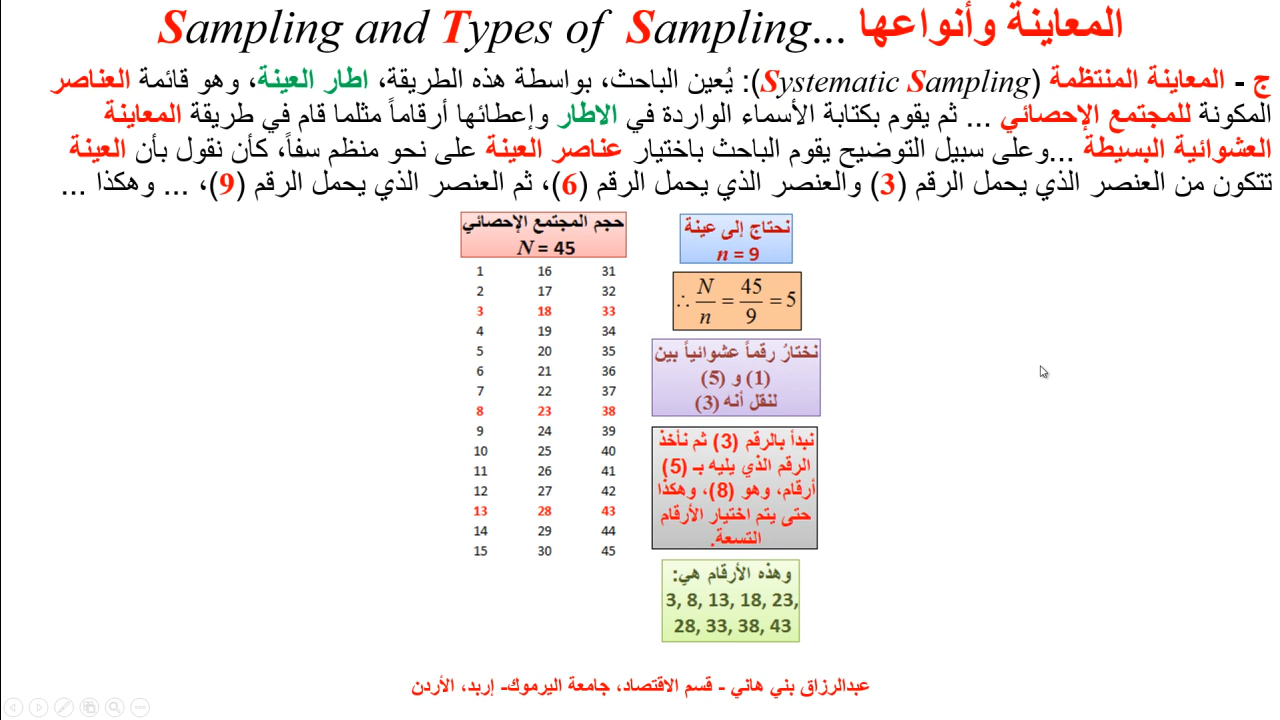 المعاينة وأنواعها ...Sampling and Types of Sampling
ج - المعاينة المنتظمة (Systematic Sampling): يُعين الباحث، بواسطة هذه الطريقة، اطار العينة، وهو قائمة العناصر
المكونة للمجتمع الإحصائي ... ثم يقوم بكتابة الأسماء الواردة في الاطار وإعطائها أرقاماً مثلما قام في طريقة المعاينة
العشوائية البسيطة ...وعلى سبيل التوضيح يقوم الباحث باختيار عناصر العينة على نحو منظم سفاً، كأن نقول بأن العينة
تتكون من العنصر الذي يحمل الرقم (3) والعنصر الذي يحمل الرقم (6)، ثم العنصر الذي يحمل الرقم (9)، ... وهكذا ...
حجم المجتمع الإحصائي
N = 45
1 16 31
2 17 32
3 18 33
4 19 34
5 20 35
6 21 36
7 22 37
8 23 38
9 24 39
10 25 40
11 26 41
12 27 42
13 28 43
14 29 44
15 30 45
نحتاج إلى عينة
n = 9
∴ N/n = 45/9 = 5
نختارُ رقماً عشوائياً بين
(1) و (5)
لنقل أنه (3)
نبدأ بالرقم (3) ثم نأخذ
الرقم الذي يليه بـ (5)
أرقام، وهو (8)، وهكذا
حتى يتم اختيار الأرقام
التسعة.
وهذه الأرقام هي:
3, 8, 13, 18, 23,
28, 33, 38, 43
عبدالرزاق بني هاني - قسم الاقتصاد، جامعة اليرموك- إربد، الأردن